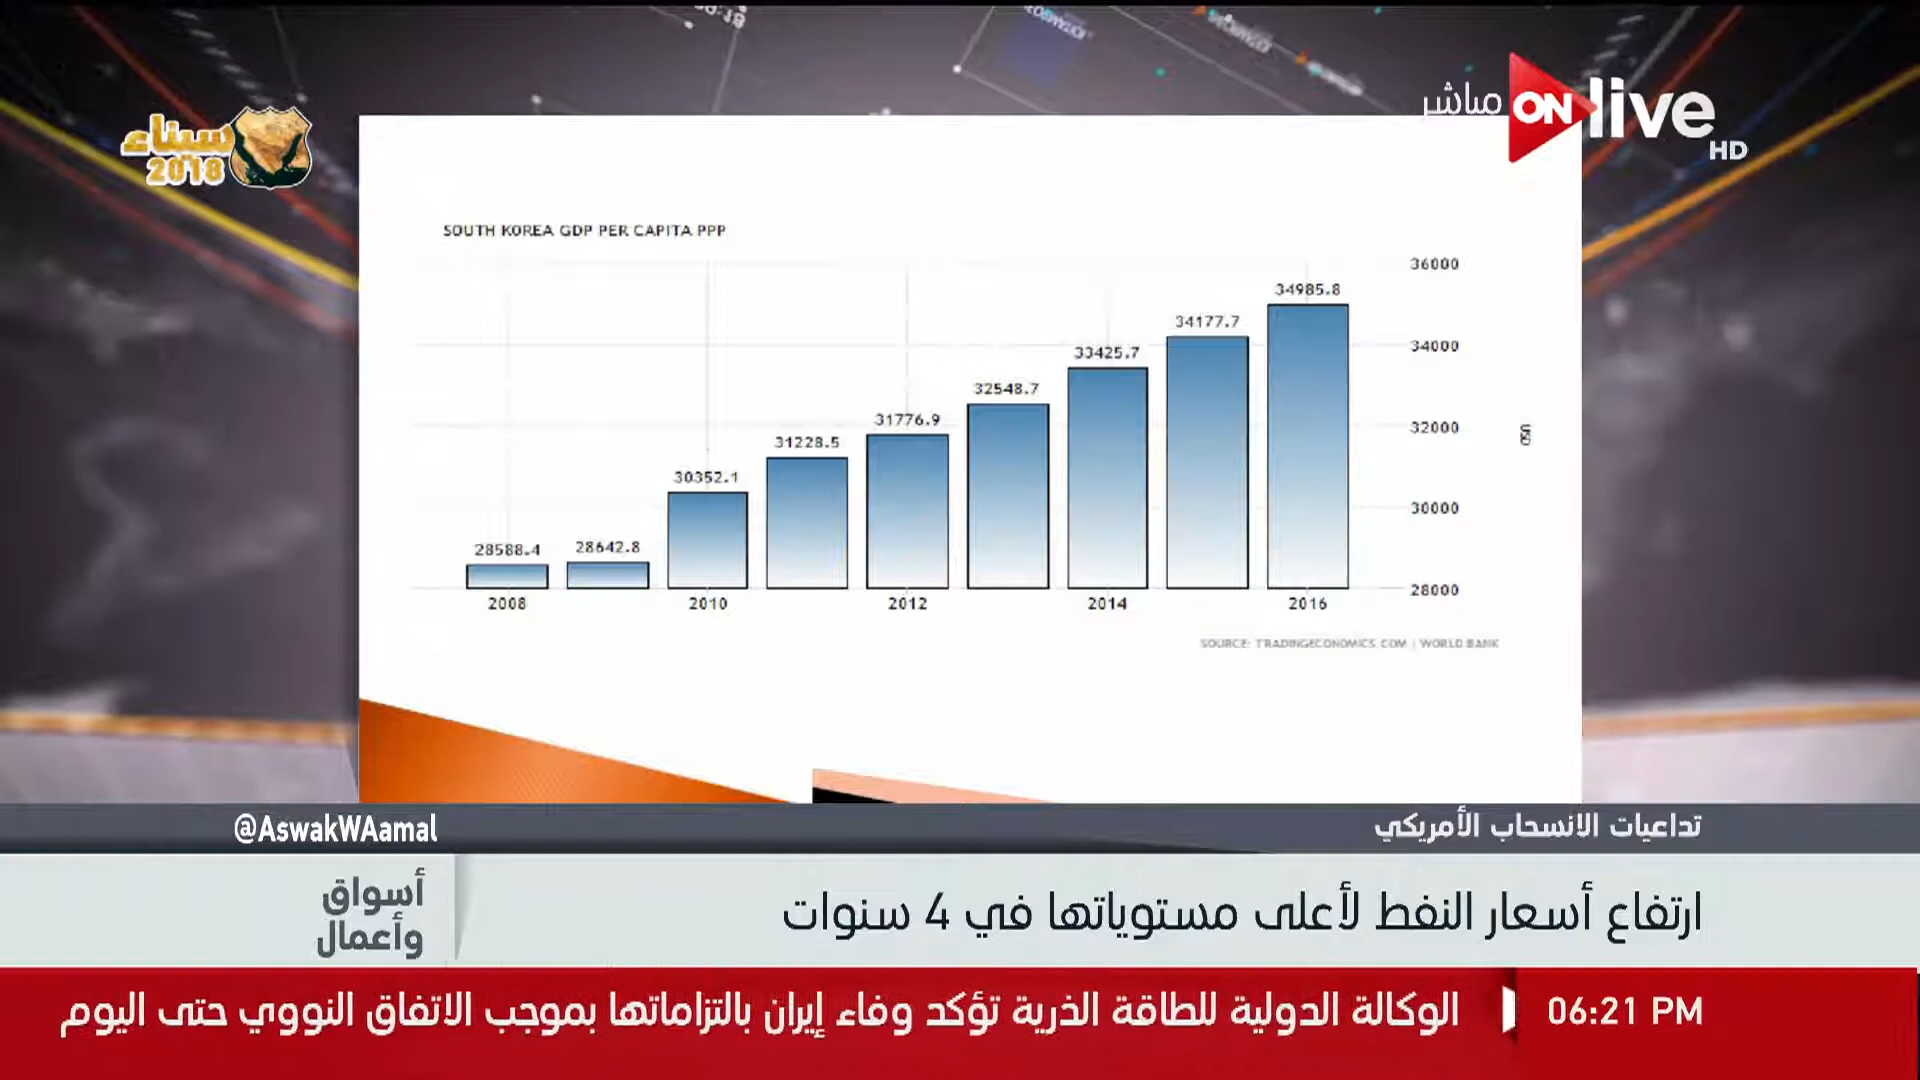 مباشر
ON live
HD
سيناء
2018
SOUTH KOREA GDP PER CAPITA PPP
36000
34985.8
34177.7
34000
33425.7
32548.7
32000
31776.9
31228.5
30352.1
30000
28588.4
28642.8
28000
2008
2010
2012
2014
2016
SOURCE: TRADINGECONOMICS.COM | WORLD BANK
تداعيات الانسحاب الأمريكي
@AswakWAamal
ارتفاع أسعار النفط لأعلى مستوياتها في 4 سنوات
أسواق
وأعمال
06:21 PM
الوكالة الدولية للطاقة الذرية تؤكد وفاء إيران بالتزاماتها بموجب الاتفاق النووي حتى اليوم